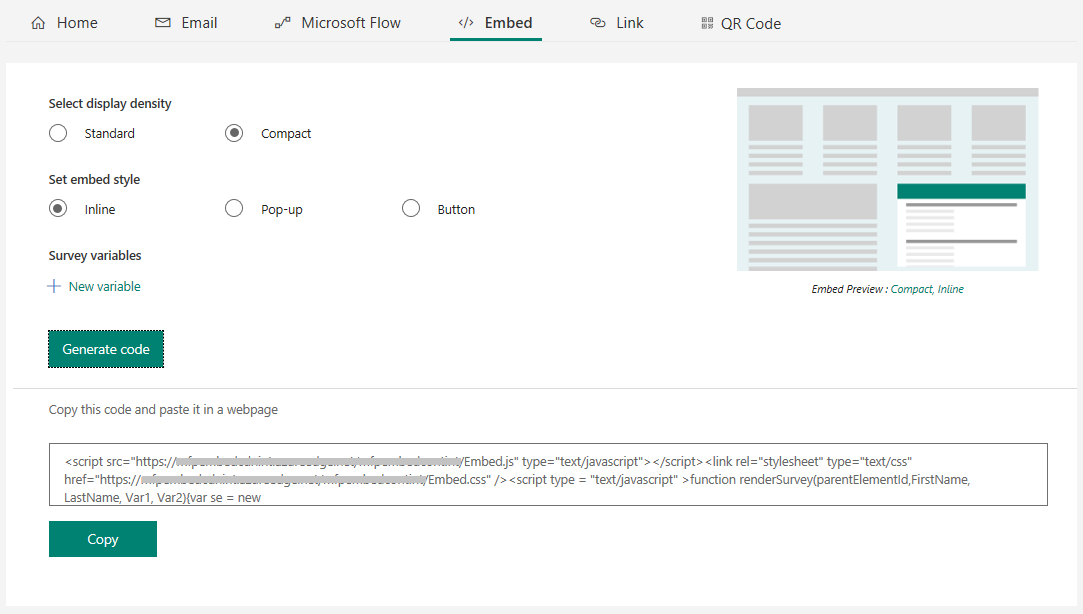 Home Email Microsoft Flow </> Embed Link QR Code
Select display density
Standard Compact
Set embed style
Inline Pop-up Button
Survey variables
+ New variable
Embed Preview : Compact, Inline
Generate code
Copy this code and paste it in a webpage
<script src="https:///Embed.js" type="text/javascript"></script><link rel="stylesheet" type="text/css"
href="https:///Embed.css" /><script type = "text/javascript" >function renderSurvey(parentElementId,FirstName,
LastName, Var1, Var2){var se = new
Copy